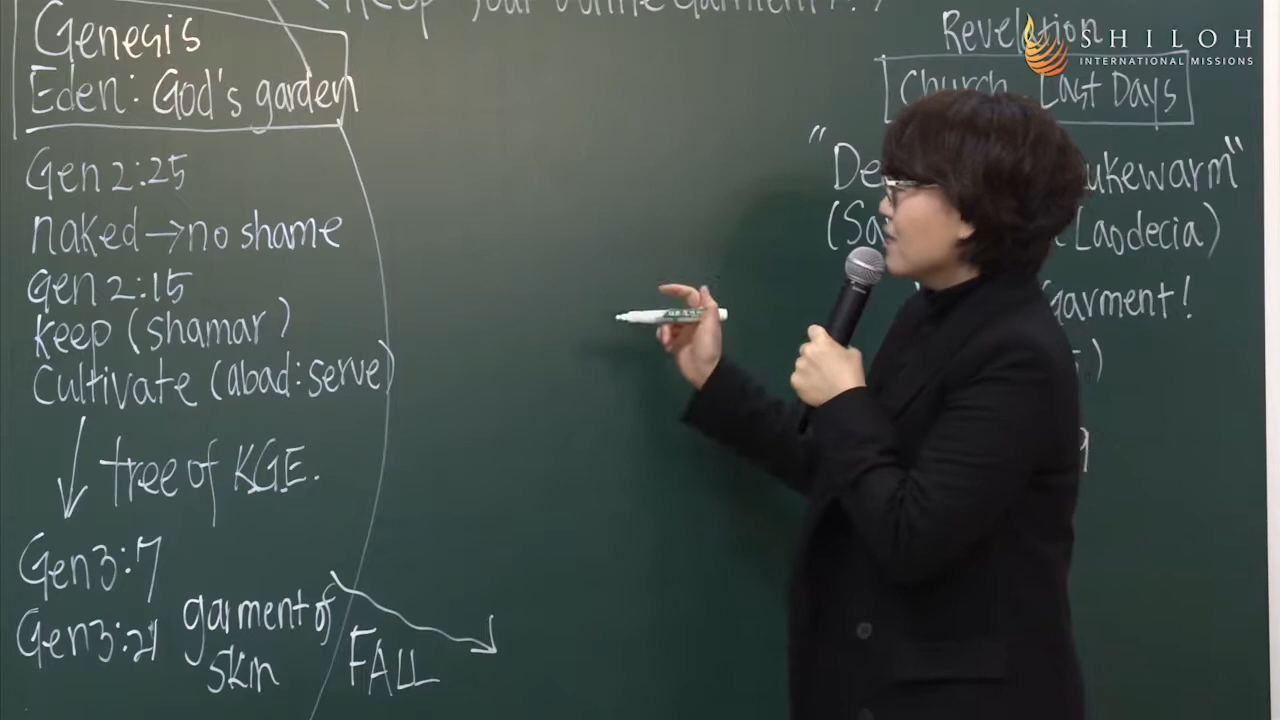 Keep your
Genesis
Eden: God's garden
Gen 2:25
naked → no shame
Gen 2:15
keep (shamar)
Cultivate (abad: serve)
tree of KGE.
Gen 3:7
Gen 3:21 garment of
skin
FALL
Revelation
Church Last Days
"De ukewarm"
(Sa Laodecia)
garment!
SHILOH
INTERNATIONAL MISSIONS